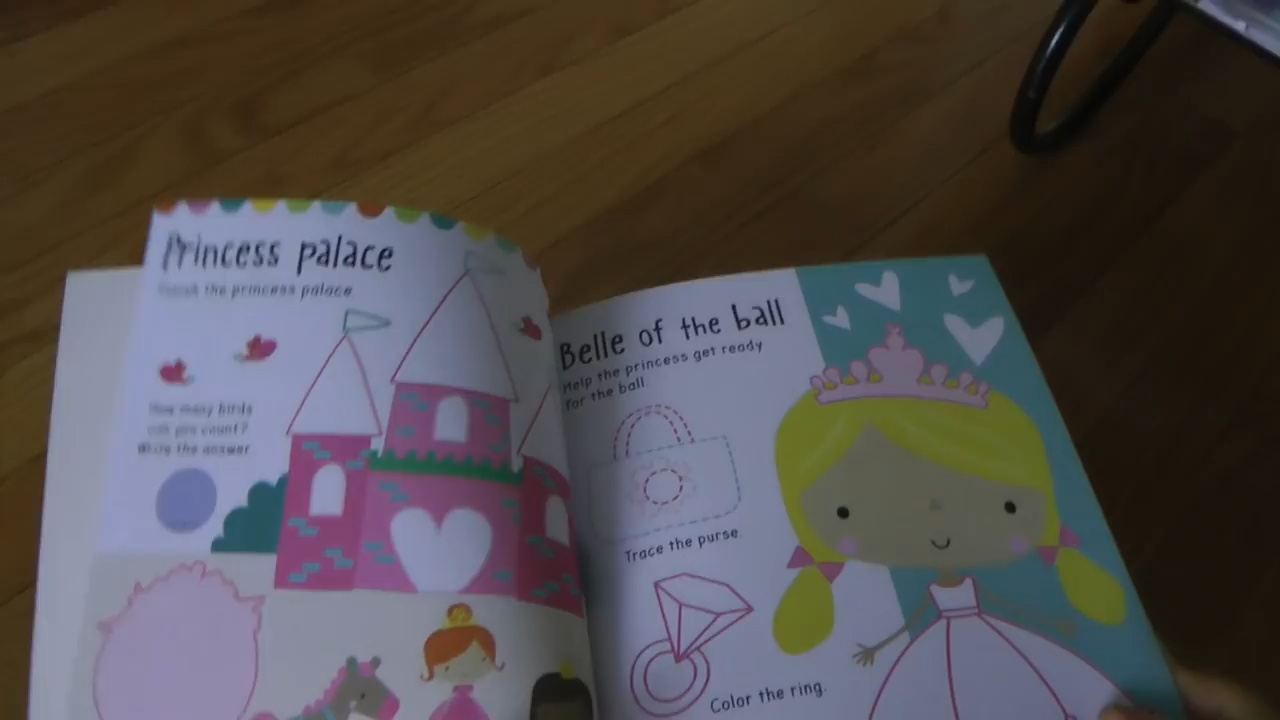 Princess palace
Finish the princess palace.
How many birds
can you count?
Write the answer.
Belle of the ball
Help the princess get ready
for the ball.
Trace the purse.
Color the ring.